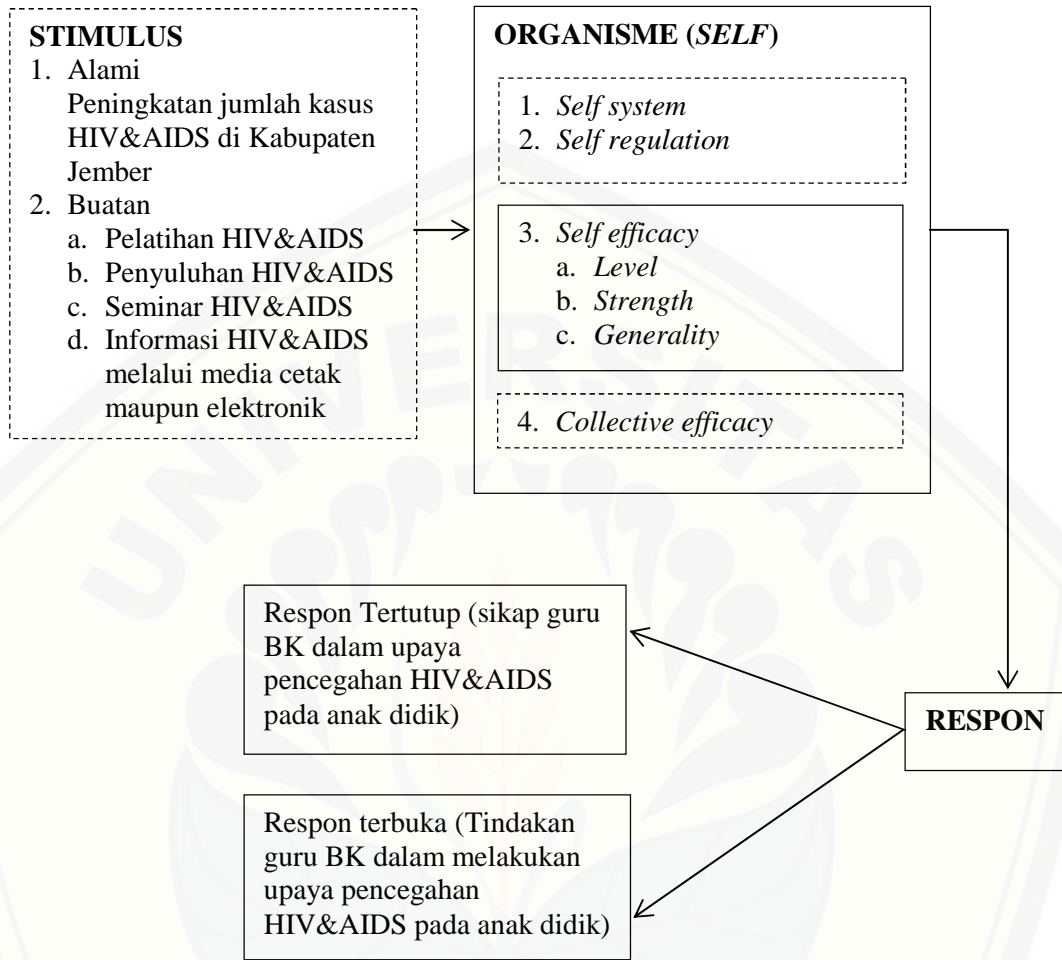 STIMULUS
1. Alami
Peningkatan jumlah kasus
HIV&AIDS di Kabupaten
Jember
2. Buatan
a. Pelatihan HIV&AIDS
b. Penyuluhan HIV&AIDS
c. Seminar HIV&AIDS
d. Informasi HIV&AIDS
melalui media cetak
maupun elektronik
ORGANISME (SELF)
1. Self system
2. Self regulation
3. Self efficacy
a. Level
b. Strength
c. Generality
4. Collective efficacy
Respon Tertutup (sikap guru
BK dalam upaya
pencegahan HIV&AIDS
pada anak didik)
RESPON
Respon terbuka (Tindakan
guru BK dalam melakukan
upaya pencegahan
HIV&AIDS pada anak didik)
UNIVERSITAS